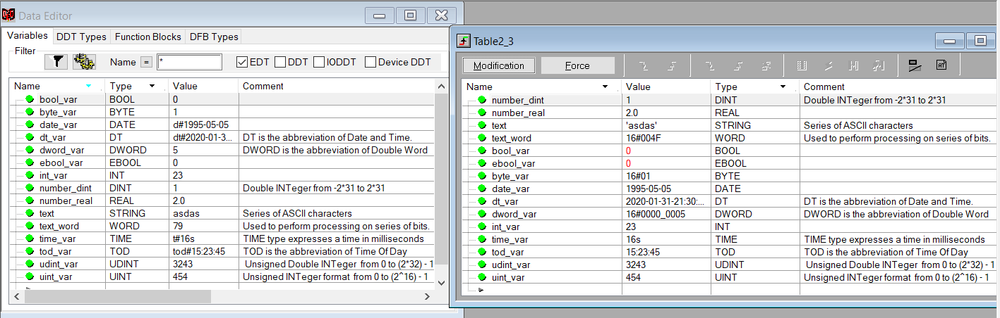 Data Editor
Variables DDT Types Function Blocks DFB Types
Filter
Name = * EDT DDT IODDT Device DDT
Name Type Value Comment
bool_var BOOL 0
byte_var BYTE 1
date_var DATE d#1995-05-05
dt_var DT dt#2020-01-3... DT is the abbreviation of Date and Time.
dword_var DWORD 5 DWORD is the abbreviation of Double Word
ebool_var EBOOL 0
int_var INT 23
number_dint DINT 1 Double INTeger from -2*31 to 2*31
number_real REAL 2.0
text STRING asdas Series of ASCII characters
text_word WORD 79 Used to perform processing on series of bits.
time_var TIME t#16s TIME type expresses a time in milliseconds
tod_var TOD tod#15:23:45 TOD is the abbreviation of Time Of Day
udint_var UDINT 3243 Unsigned Double INTeger from 0 to (2*32) - 1
uint_var UINT 454 Unsigned INTeger format from 0 to (2^16) - 1
Table2_3
Modification Force
Name Value Type Comment
number_dint 1 DINT Double INTeger from -2*31 to 2*31
number_real 2.0 REAL
text 'asdas' STRING Series of ASCII characters
text_word 16#004F WORD Used to perform processing on series of bits.
bool_var 0 BOOL
ebool_var 0 EBOOL
byte_var 16#01 BYTE
date_var 1995-05-05 DATE
dt_var 2020-01-31-21:30:... DT DT is the abbreviation of Date and Time.
dword_var 16#0000_0005 DWORD DWORD is the abbreviation of Double Word
int_var 23 INT
time_var 16s TIME TIME type expresses a time in milliseconds
tod_var 15:23:45 TOD TOD is the abbreviation of Time Of Day
udint_var 3243 UDINT Unsigned Double INTeger from 0 to (2*32) - 1
uint_var 454 UINT Unsigned INTeger format from 0 to (2^16) - 1